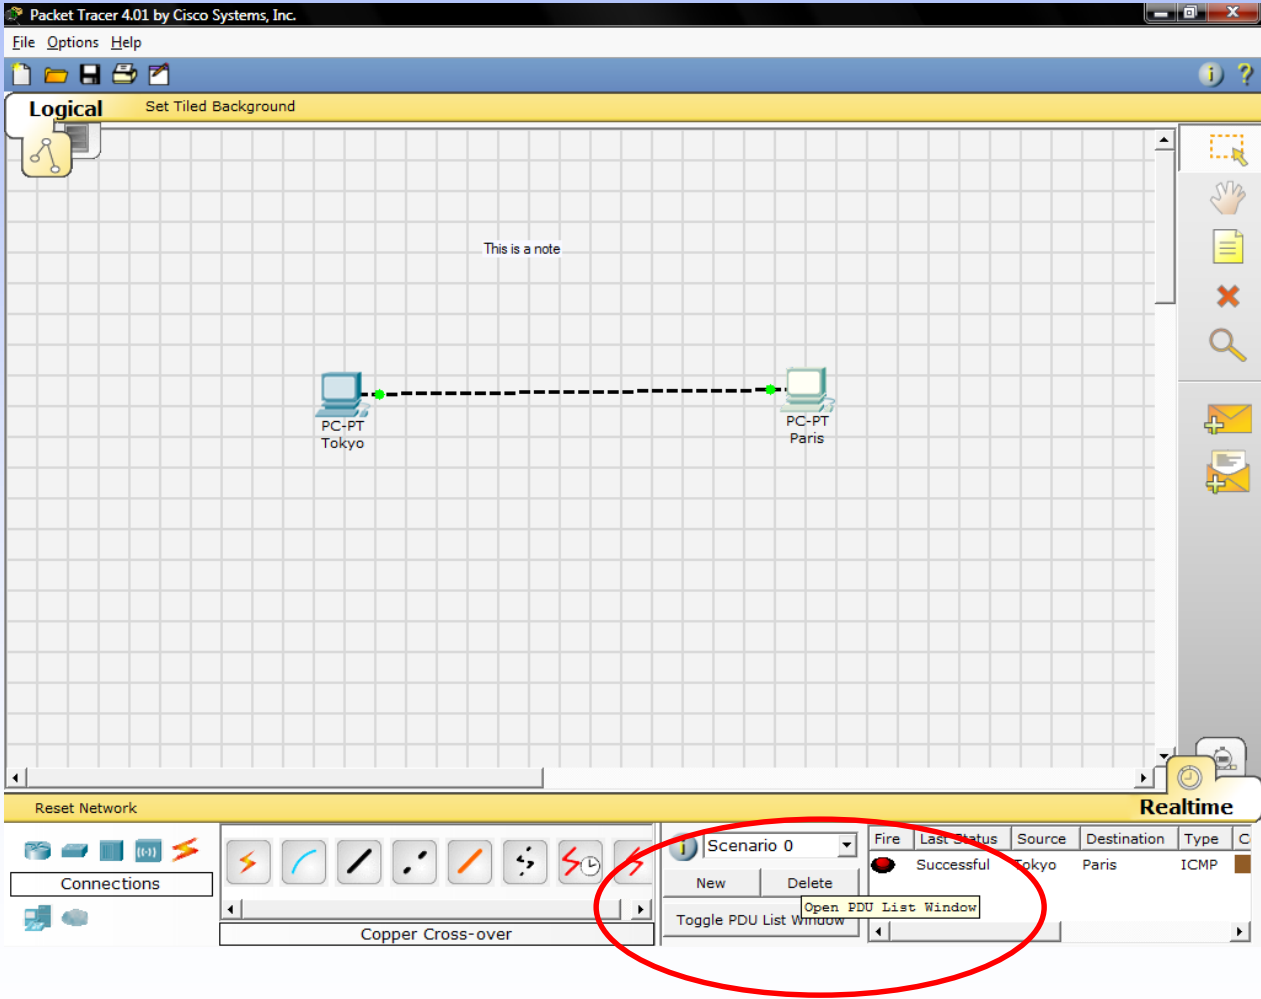 Packet Tracer 4.01 by Cisco Systems, Inc.
File Options Help
Logical Set Tiled Background
This is a note
PC-PT
Tokyo
PC-PT
Paris
Reset Network
Realtime
Connections
Copper Cross-over
Scenario 0
New Delete
Toggle PDU List Window
Open PDU List Window
Fire Last Status Source Destination Type C
Successful Tokyo Paris ICMP